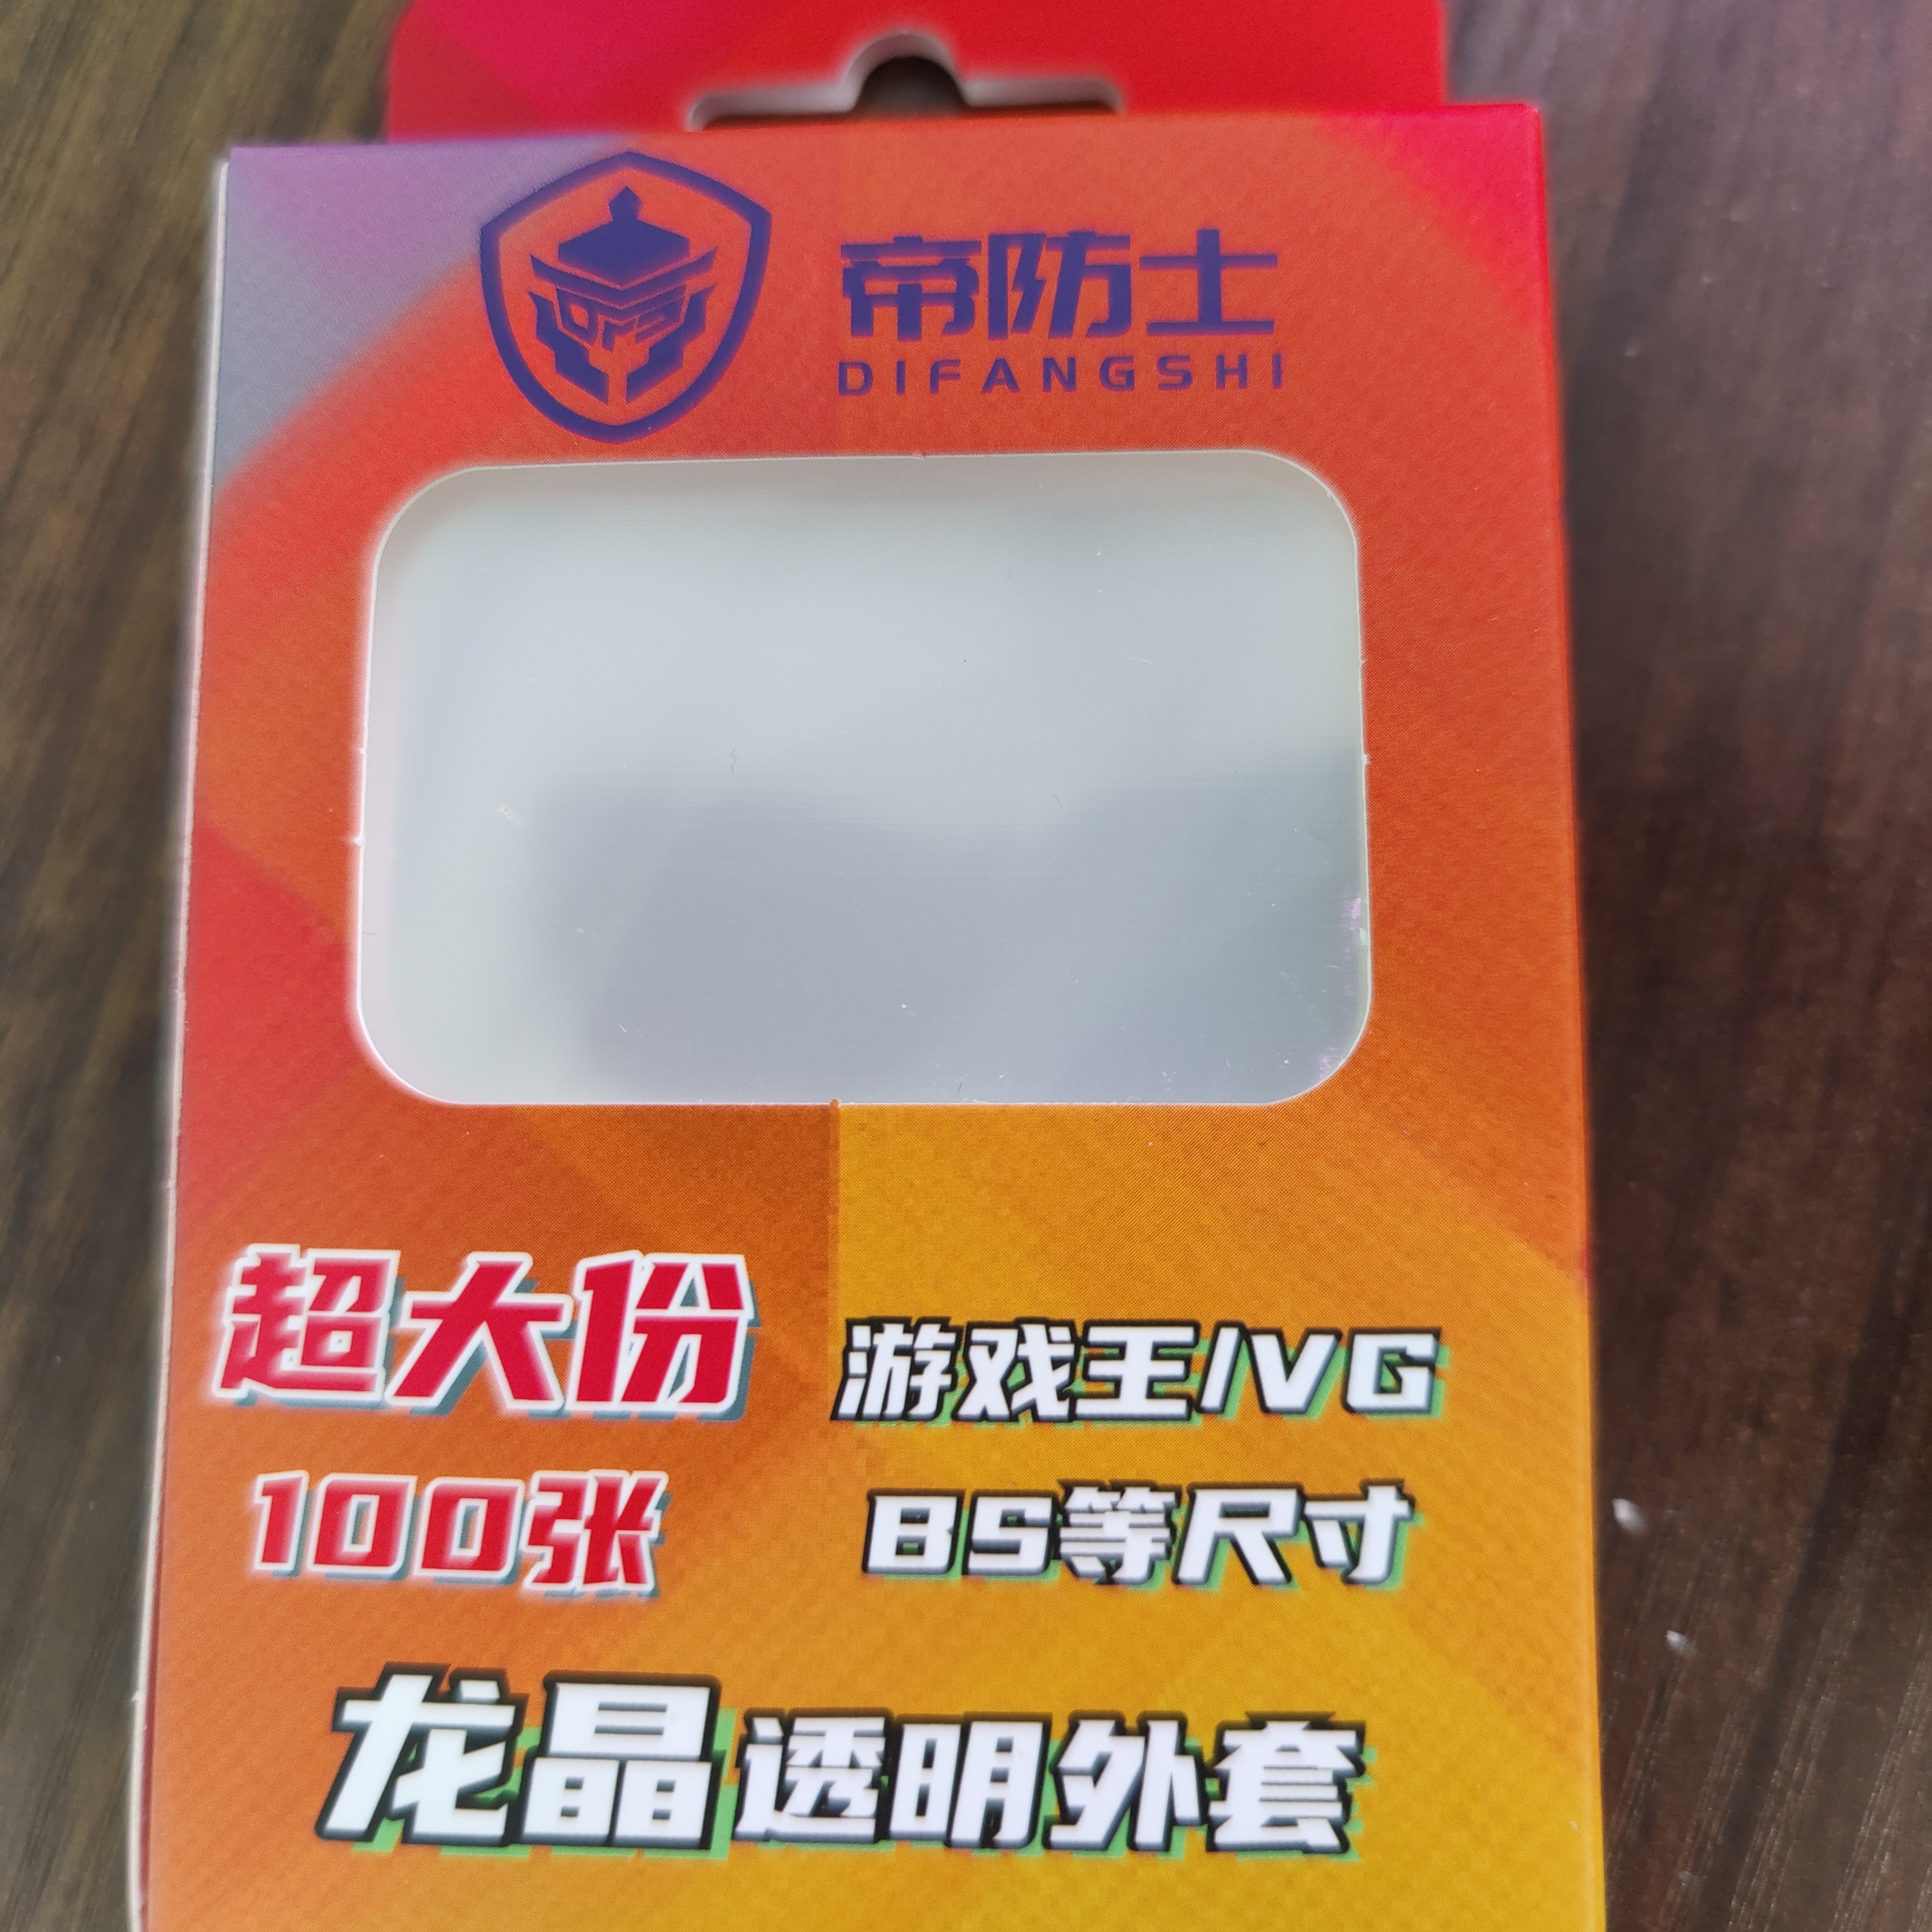 帝防士
DIFANGSHI
超大份
100张
游戏王/VG
BS等尺寸
龙晶透明外套